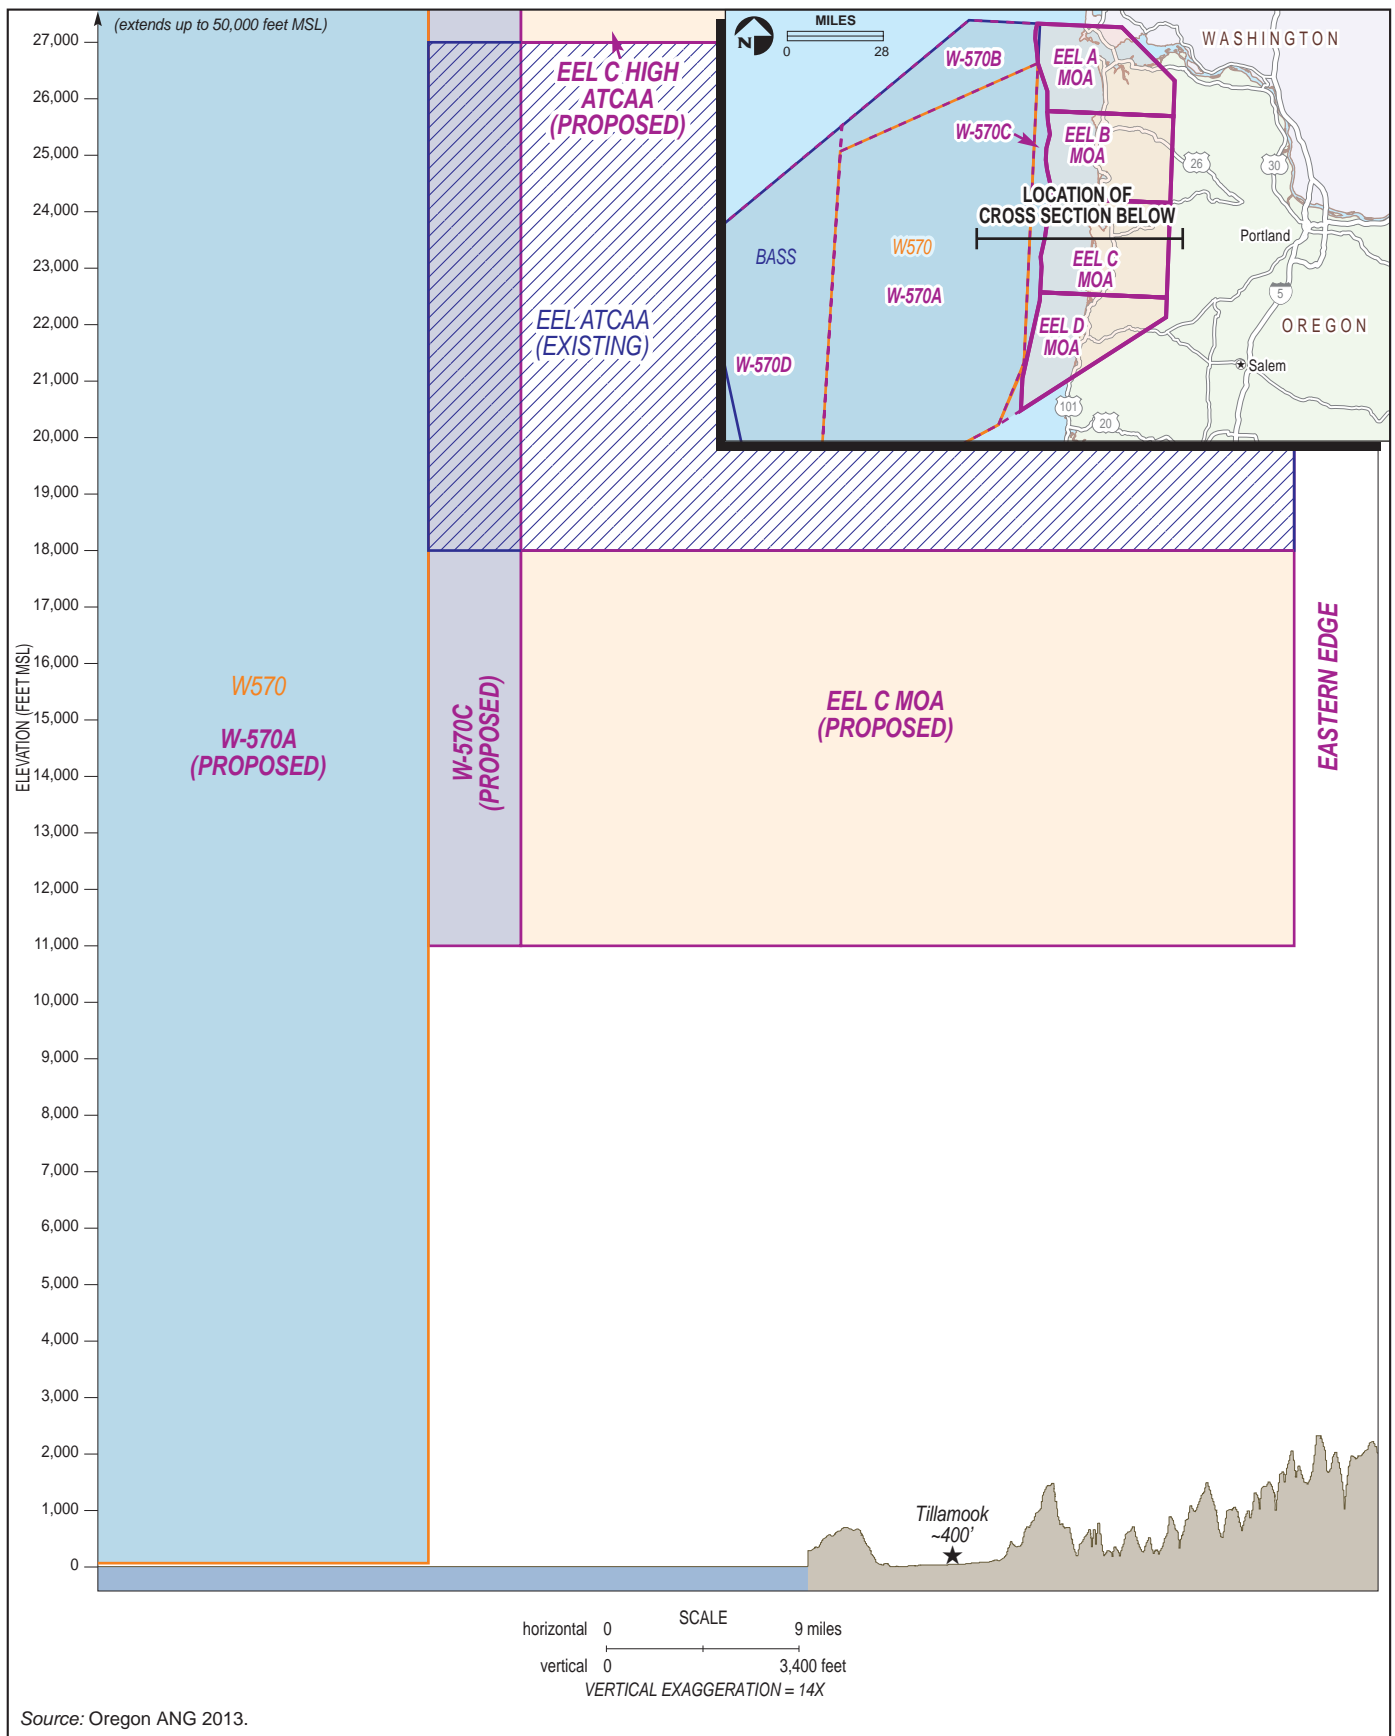 (extends up to 50,000 feet MSL)
27,000
26,000
25,000
24,000
23,000
22,000
21,000
20,000
19,000
18,000
17,000
16,000
15,000
14,000
13,000
12,000
11,000
10,000
9,000
8,000
7,000
6,000
5,000
4,000
3,000
2,000
1,000
0
ELEVATION (FEET MSL)
EEL C HIGH
ATCAA
(PROPOSED)
EEL ATCAA
(EXISTING)
W570
W-570A
(PROPOSED)
W-570C
(PROPOSED)
EEL C MOA
(PROPOSED)
EASTERN EDGE
MILES
0 28
N
WASHINGTON
W-570B
EEL A
MOA
W-570C
EEL B
MOA
26
30
LOCATION OF
CROSS SECTION BELOW
Portland
BASS
W570
EEL C
MOA
W-570A
5
OREGON
EEL D
MOA
W-570D
Salem
101
20
Tillamook
~400'
SCALE
horizontal 0 9 miles
vertical 0 3,400 feet
VERTICAL EXAGGERATION = 14X
Source: Oregon ANG 2013.